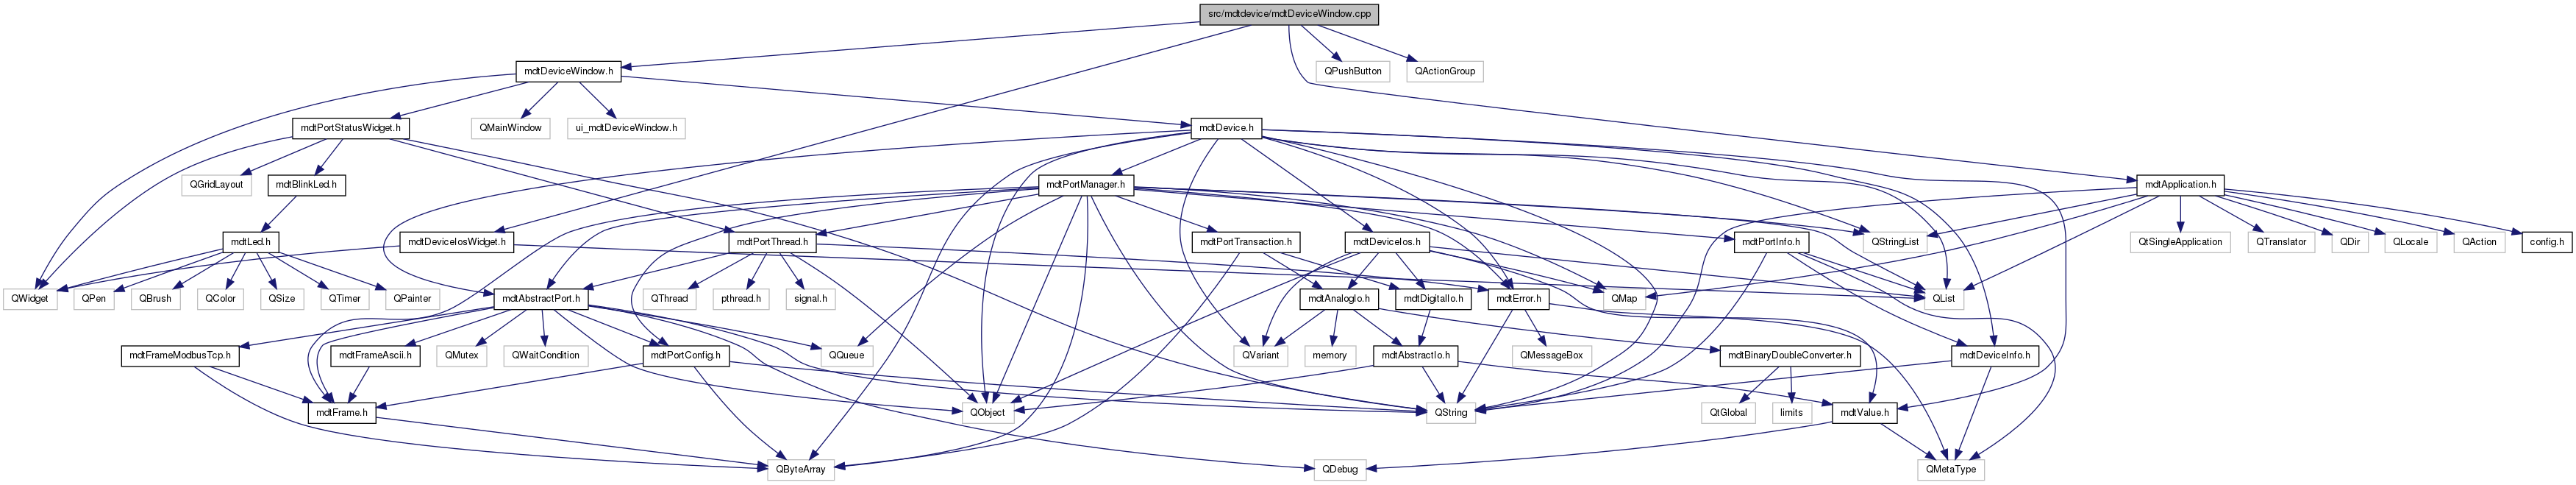 src/mdtdevice/mdtDeviceWindow.cpp
mdtDeviceWindow.h
QPushButton
QActionGroup
mdtPortStatusWidget.h
QMainWindow
ui_mdtDeviceWindow.h
mdtDevice.h
QGridLayout
mdtBlinkLed.h
mdtPortManager.h
mdtApplication.h
mdtLed.h
mdtDeviceIosWidget.h
mdtPortThread.h
mdtPortTransaction.h
mdtDeviceIos.h
mdtPortInfo.h
QStringList
QtSingleApplication
QTranslator
QDir
QLocale
QAction
config.h
QWidget
QPen
QBrush
QColor
QSize
QTimer
QPainter
mdtAbstractPort.h
QThread
pthread.h
signal.h
mdtAnalogIo.h
mdtDigitalIo.h
mdtError.h
QMap
QList
mdtFrameModbusTcp.h
mdtFrameAscii.h
QMutex
QWaitCondition
mdtPortConfig.h
QQueue
QVariant
memory
mdtAbstractIo.h
QMessageBox
mdtBinaryDoubleConverter.h
mdtDeviceInfo.h
mdtFrame.h
QObject
QString
QtGlobal
limits
mdtValue.h
QByteArray
QDebug
QMetaType